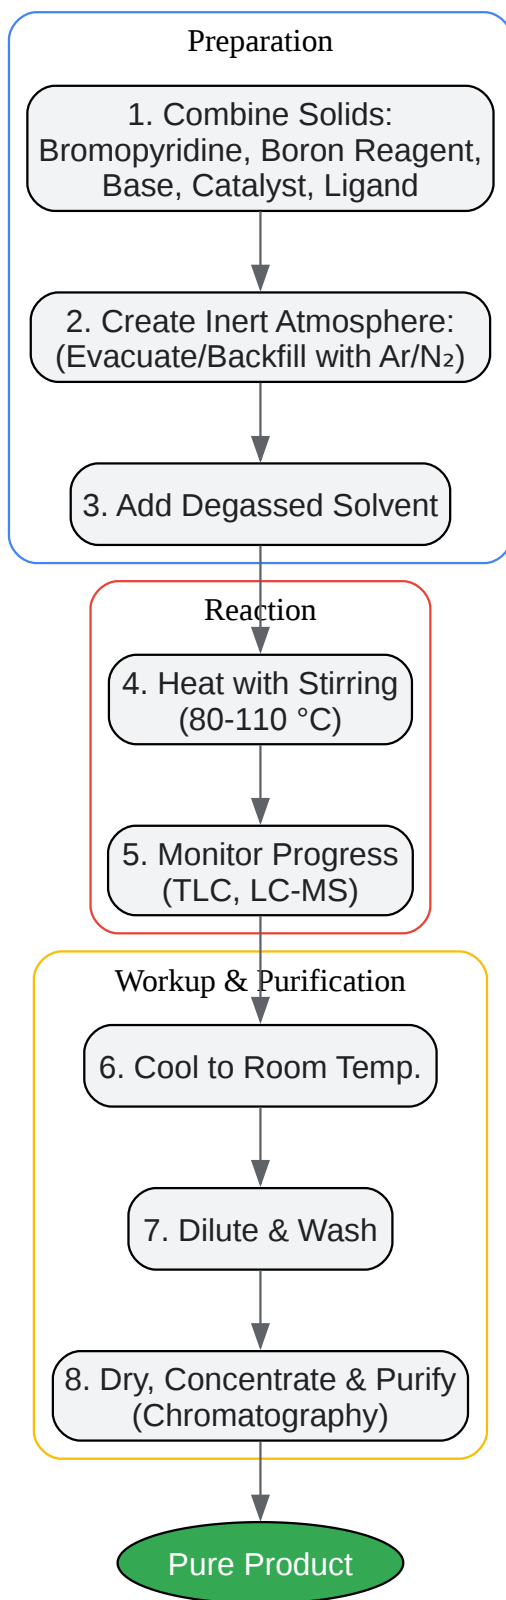 Preparation
1. Combine Solids:
Bromopyridine, Boron Reagent,
Base, Catalyst, Ligand
2. Create Inert Atmosphere:
(Evacuate/Backfill with Ar/N₂)
3. Add Degassed Solvent
Reaction
4. Heat with Stirring
(80-110 °C)
5. Monitor Progress
(TLC, LC-MS)
Workup & Purification
6. Cool to Room Temp.
7. Dilute & Wash
8. Dry, Concentrate & Purify
(Chromatography)
Pure Product